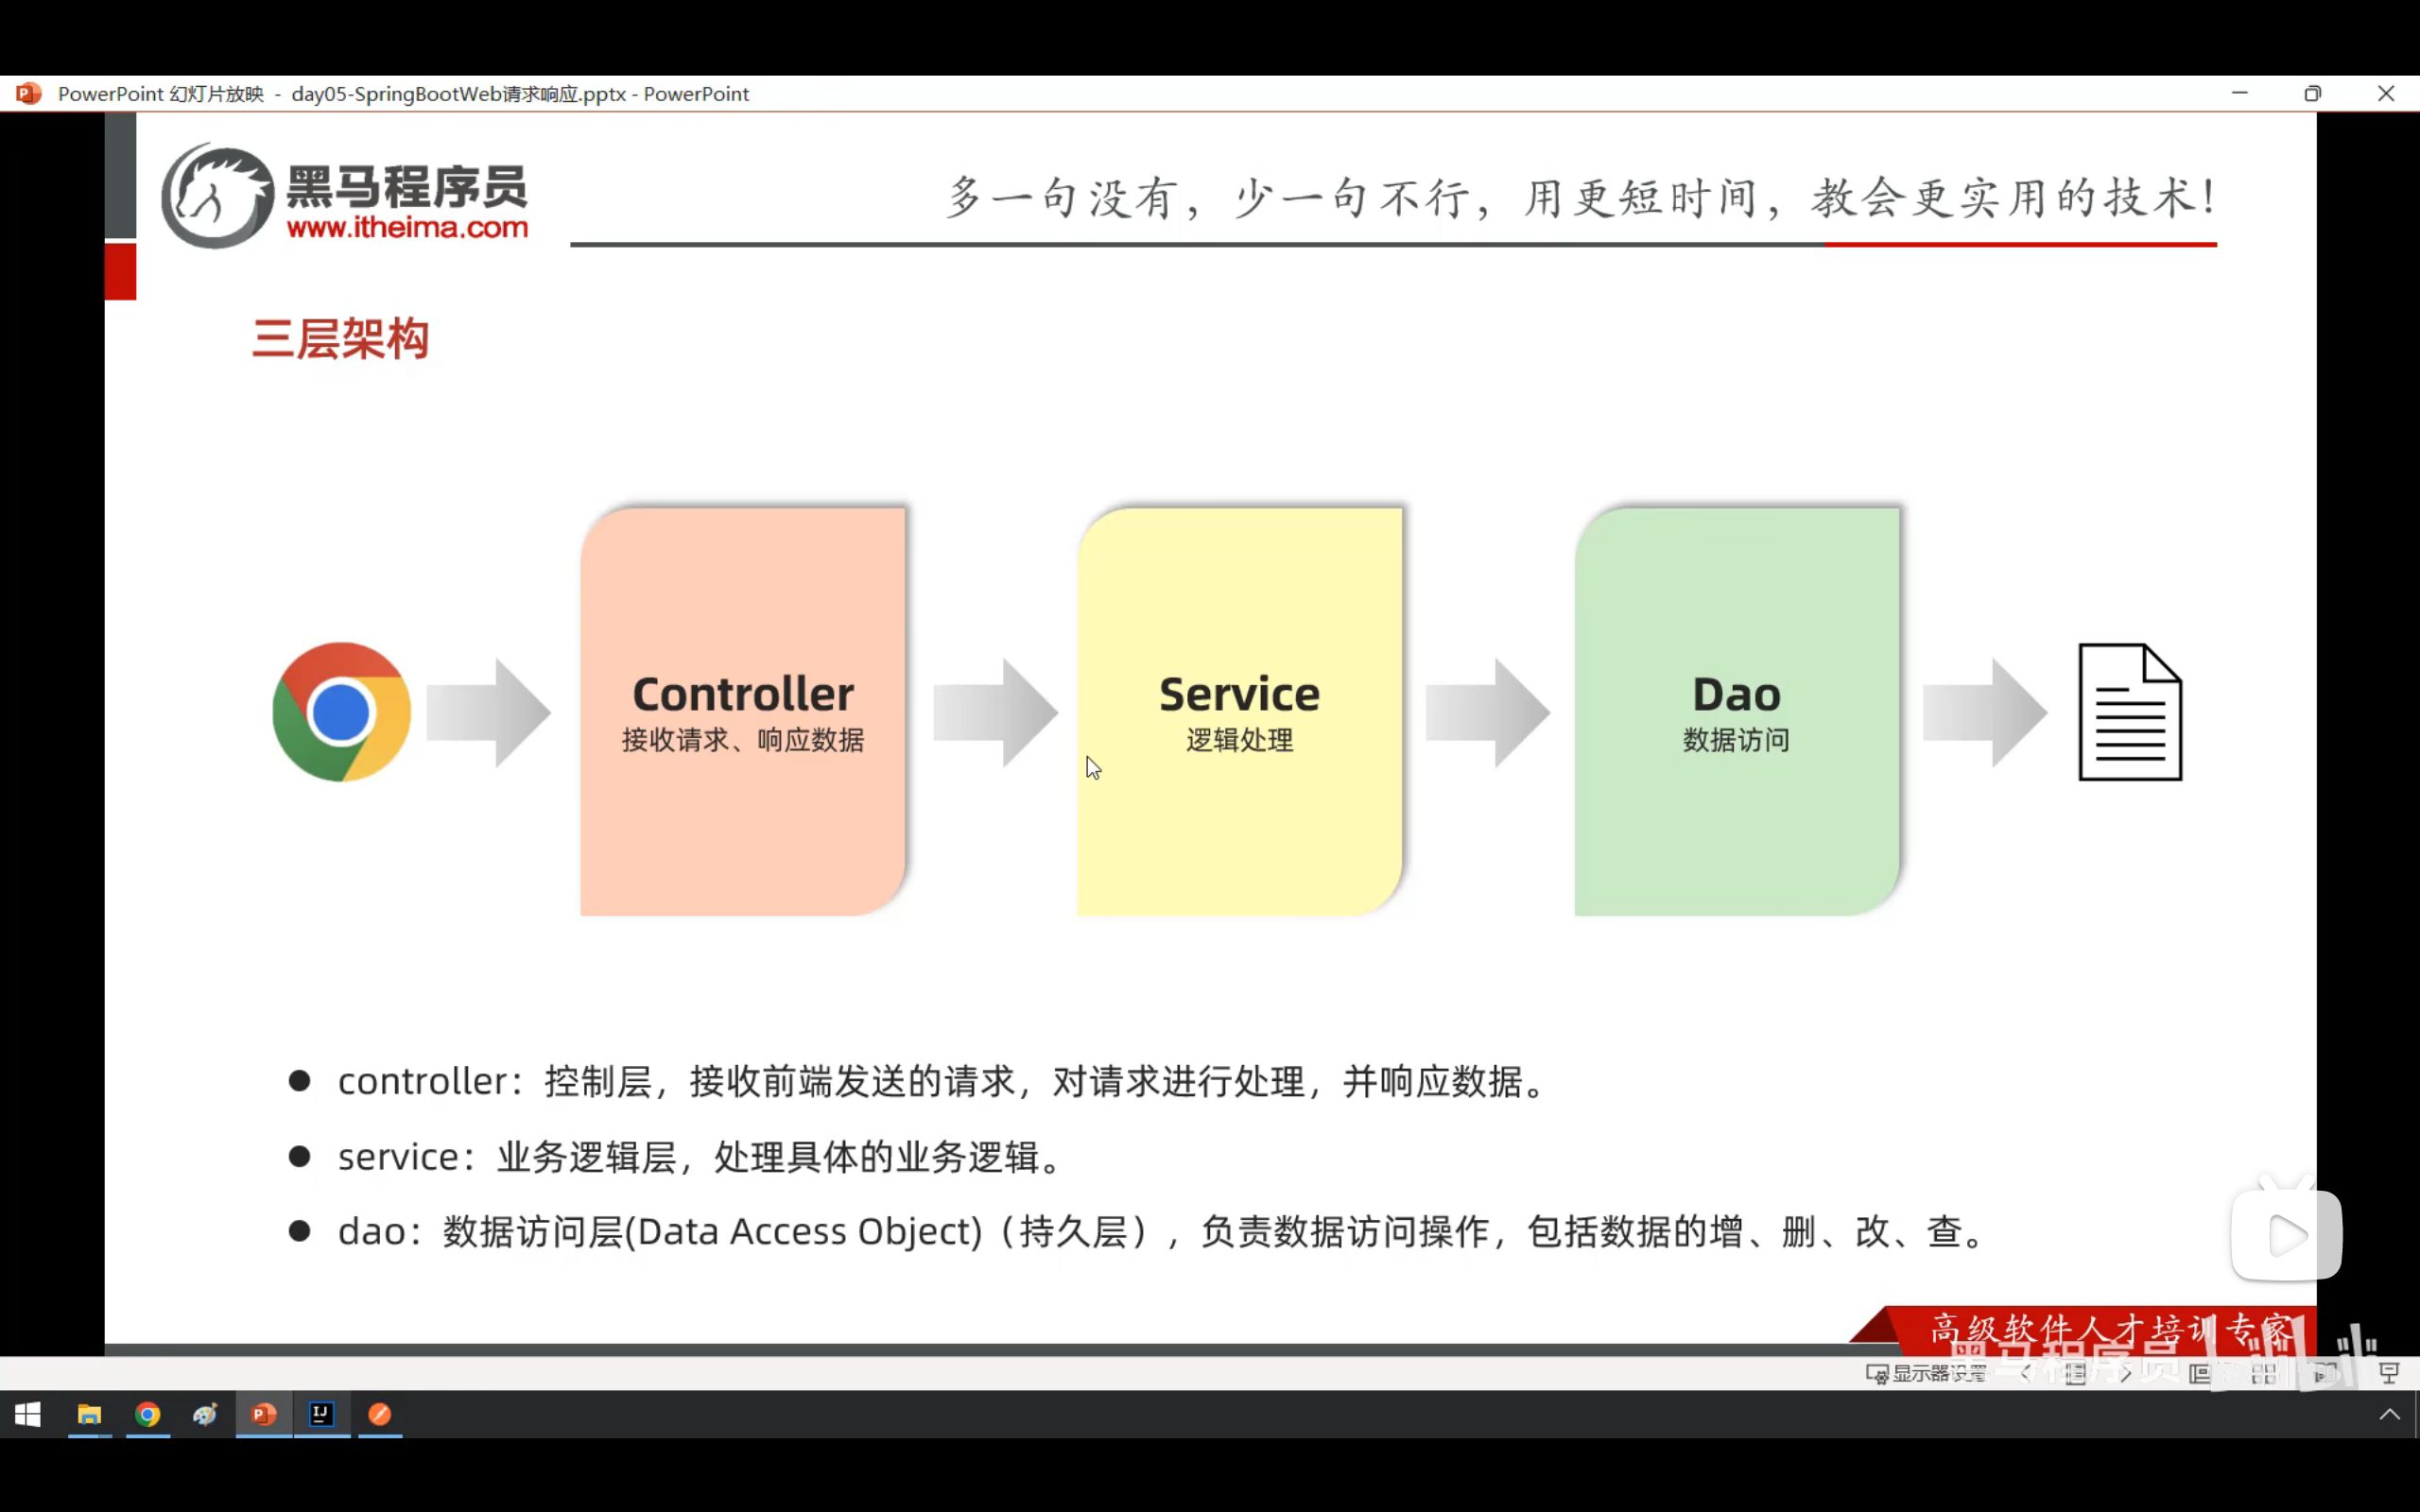 PowerPoint 幻灯片放映 - day05-SpringBootWeb请求响应.pptx - PowerPoint
黑马程序员
www.itheima.com
多一句没有，少一句不行，用更短时间，教会更实用的技术！
三层架构
Controller
接收请求、响应数据
Service
逻辑处理
Dao
数据访问
controller：控制层，接收前端发送的请求，对请求进行处理，并响应数据。
service：业务逻辑层，处理具体的业务逻辑。
dao：数据访问层(Data Access Object)（持久层），负责数据访问操作，包括数据的增、删、改、查。
高级软件人才培训专家
黑马程序员
显示器设置